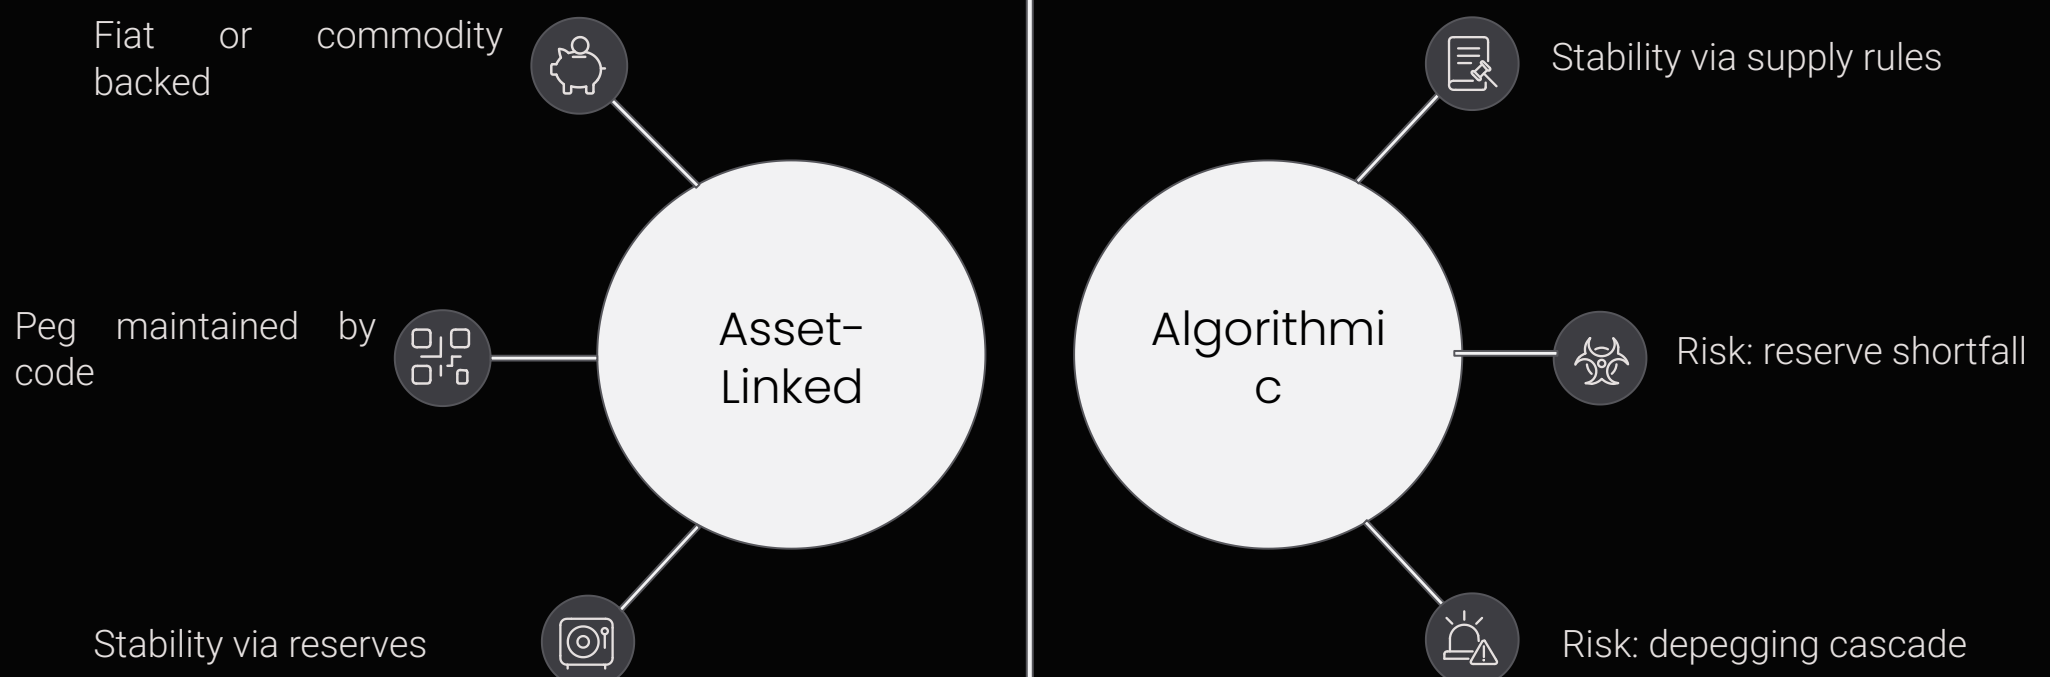 Fiat or commodity
backed
Peg maintained by
code
Stability via reserves
Asset-
Linked
Algorithmi
c
Stability via supply rules
Risk: reserve shortfall
Risk: depegging cascade